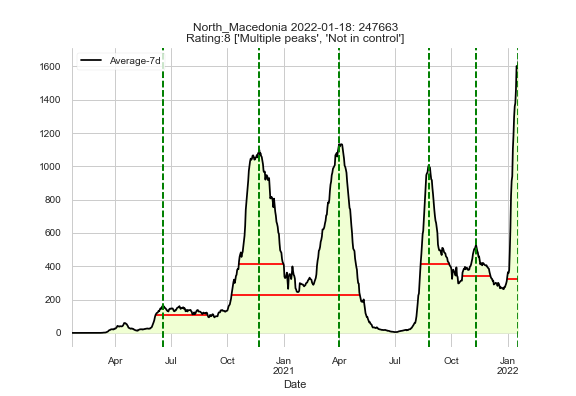 North_Macedonia 2022-01-18: 247663
Rating:8 ['Multiple peaks', 'Not in control']
Average-7d
1600
1400
1200
1000
800
600
400
200
0
Apr
Jul
Oct
Jan
2021
Apr
Jul
Oct
Jan
2022
Date